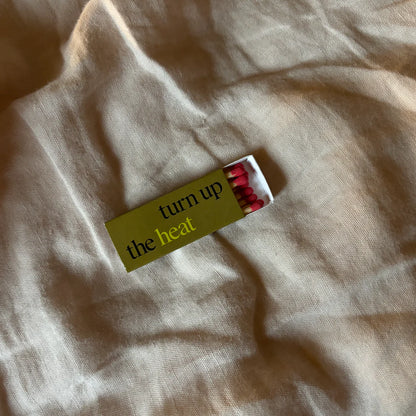 turn up
the heat